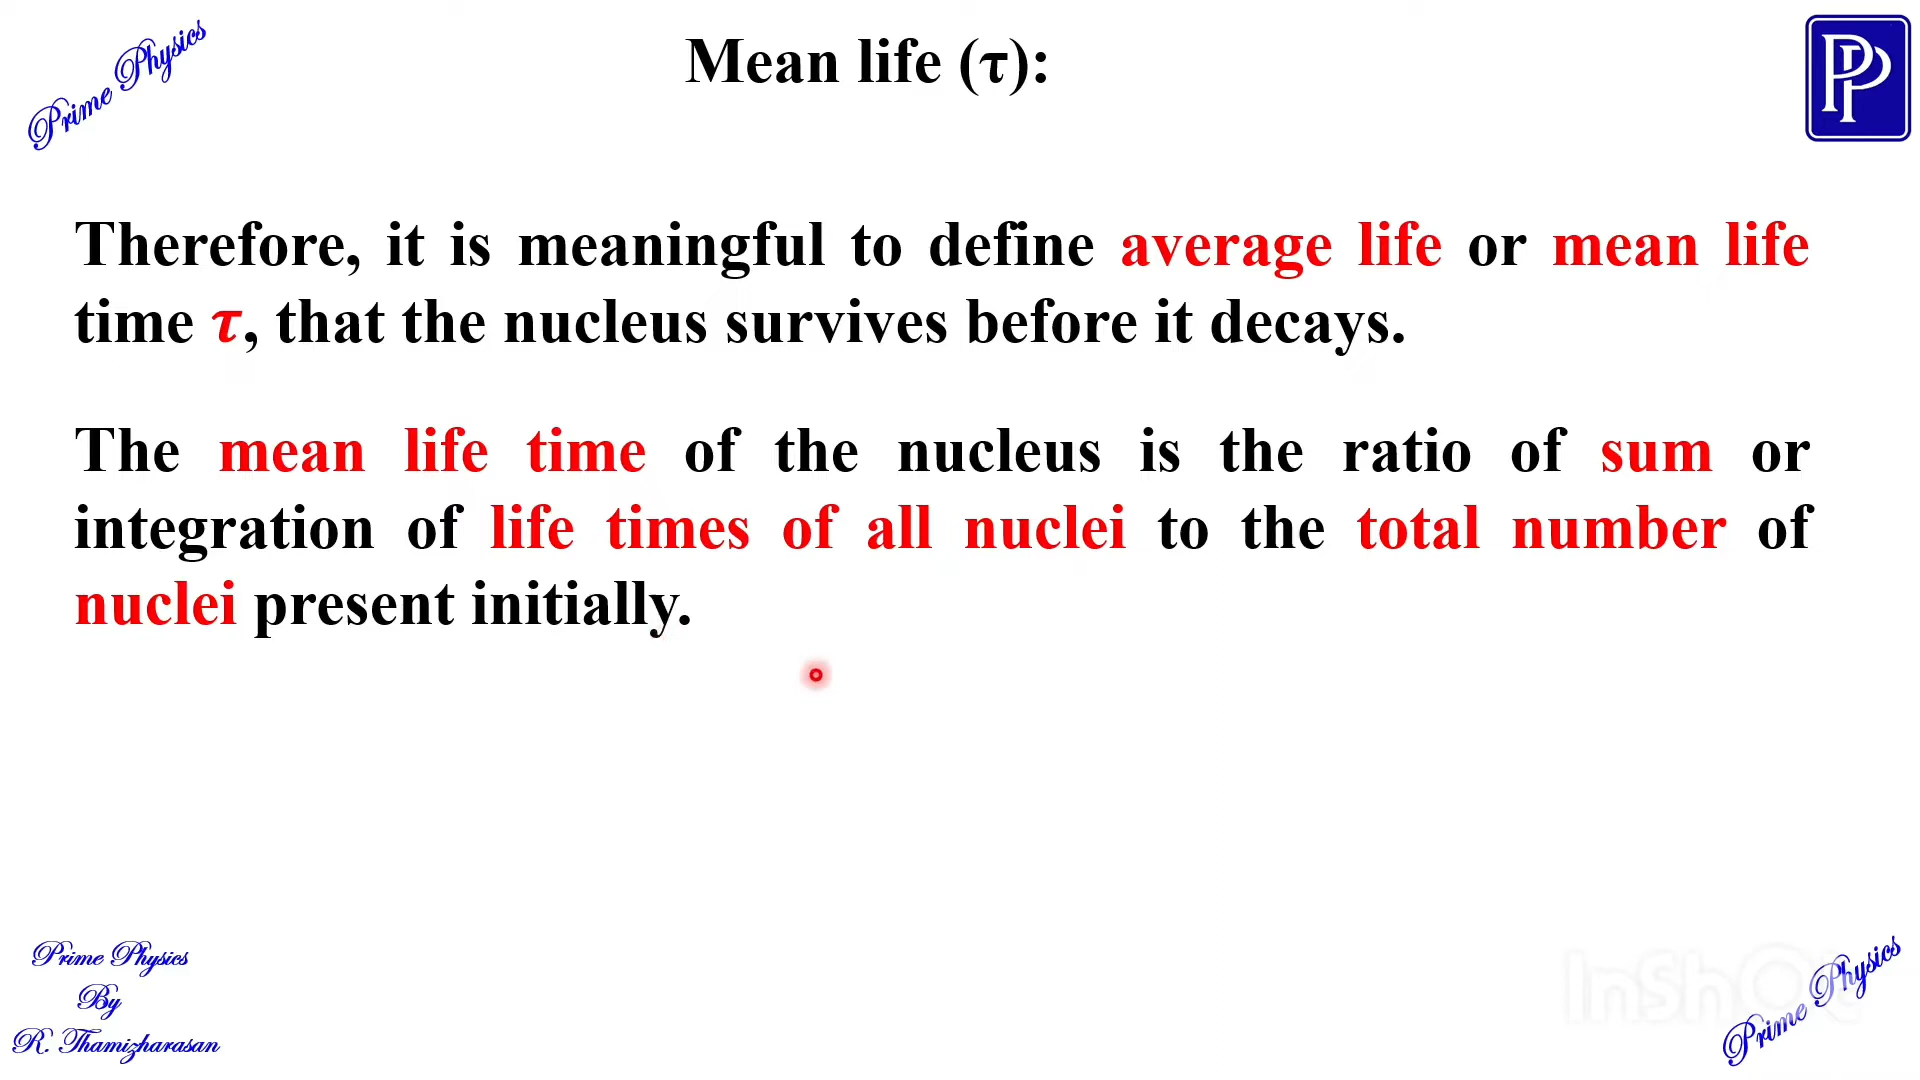 Prime Physics
Mean life (τ):
PP
Therefore, it is meaningful to define average life or mean life
time τ, that the nucleus survives before it decays.
The mean life time of the nucleus is the ratio of sum or
integration of life times of all nuclei to the total number of
nuclei present initially.
Prime Physics
By
R. Thamizharasan
InShOt
Prime Physics